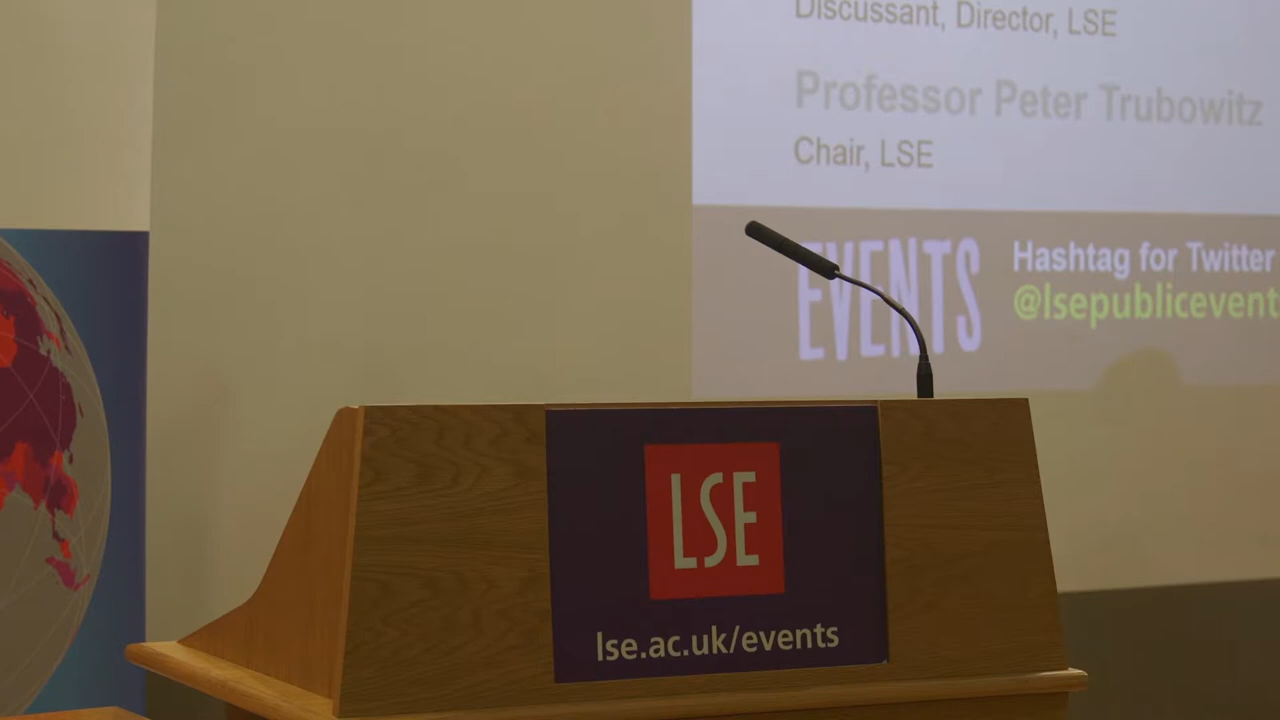 Discussant, Director, LSE
Professor Peter Trubowitz
Chair, LSE
EVENTS
Hashtag for Twitter
@lsepublicevent
LSE
lse.ac.uk/events